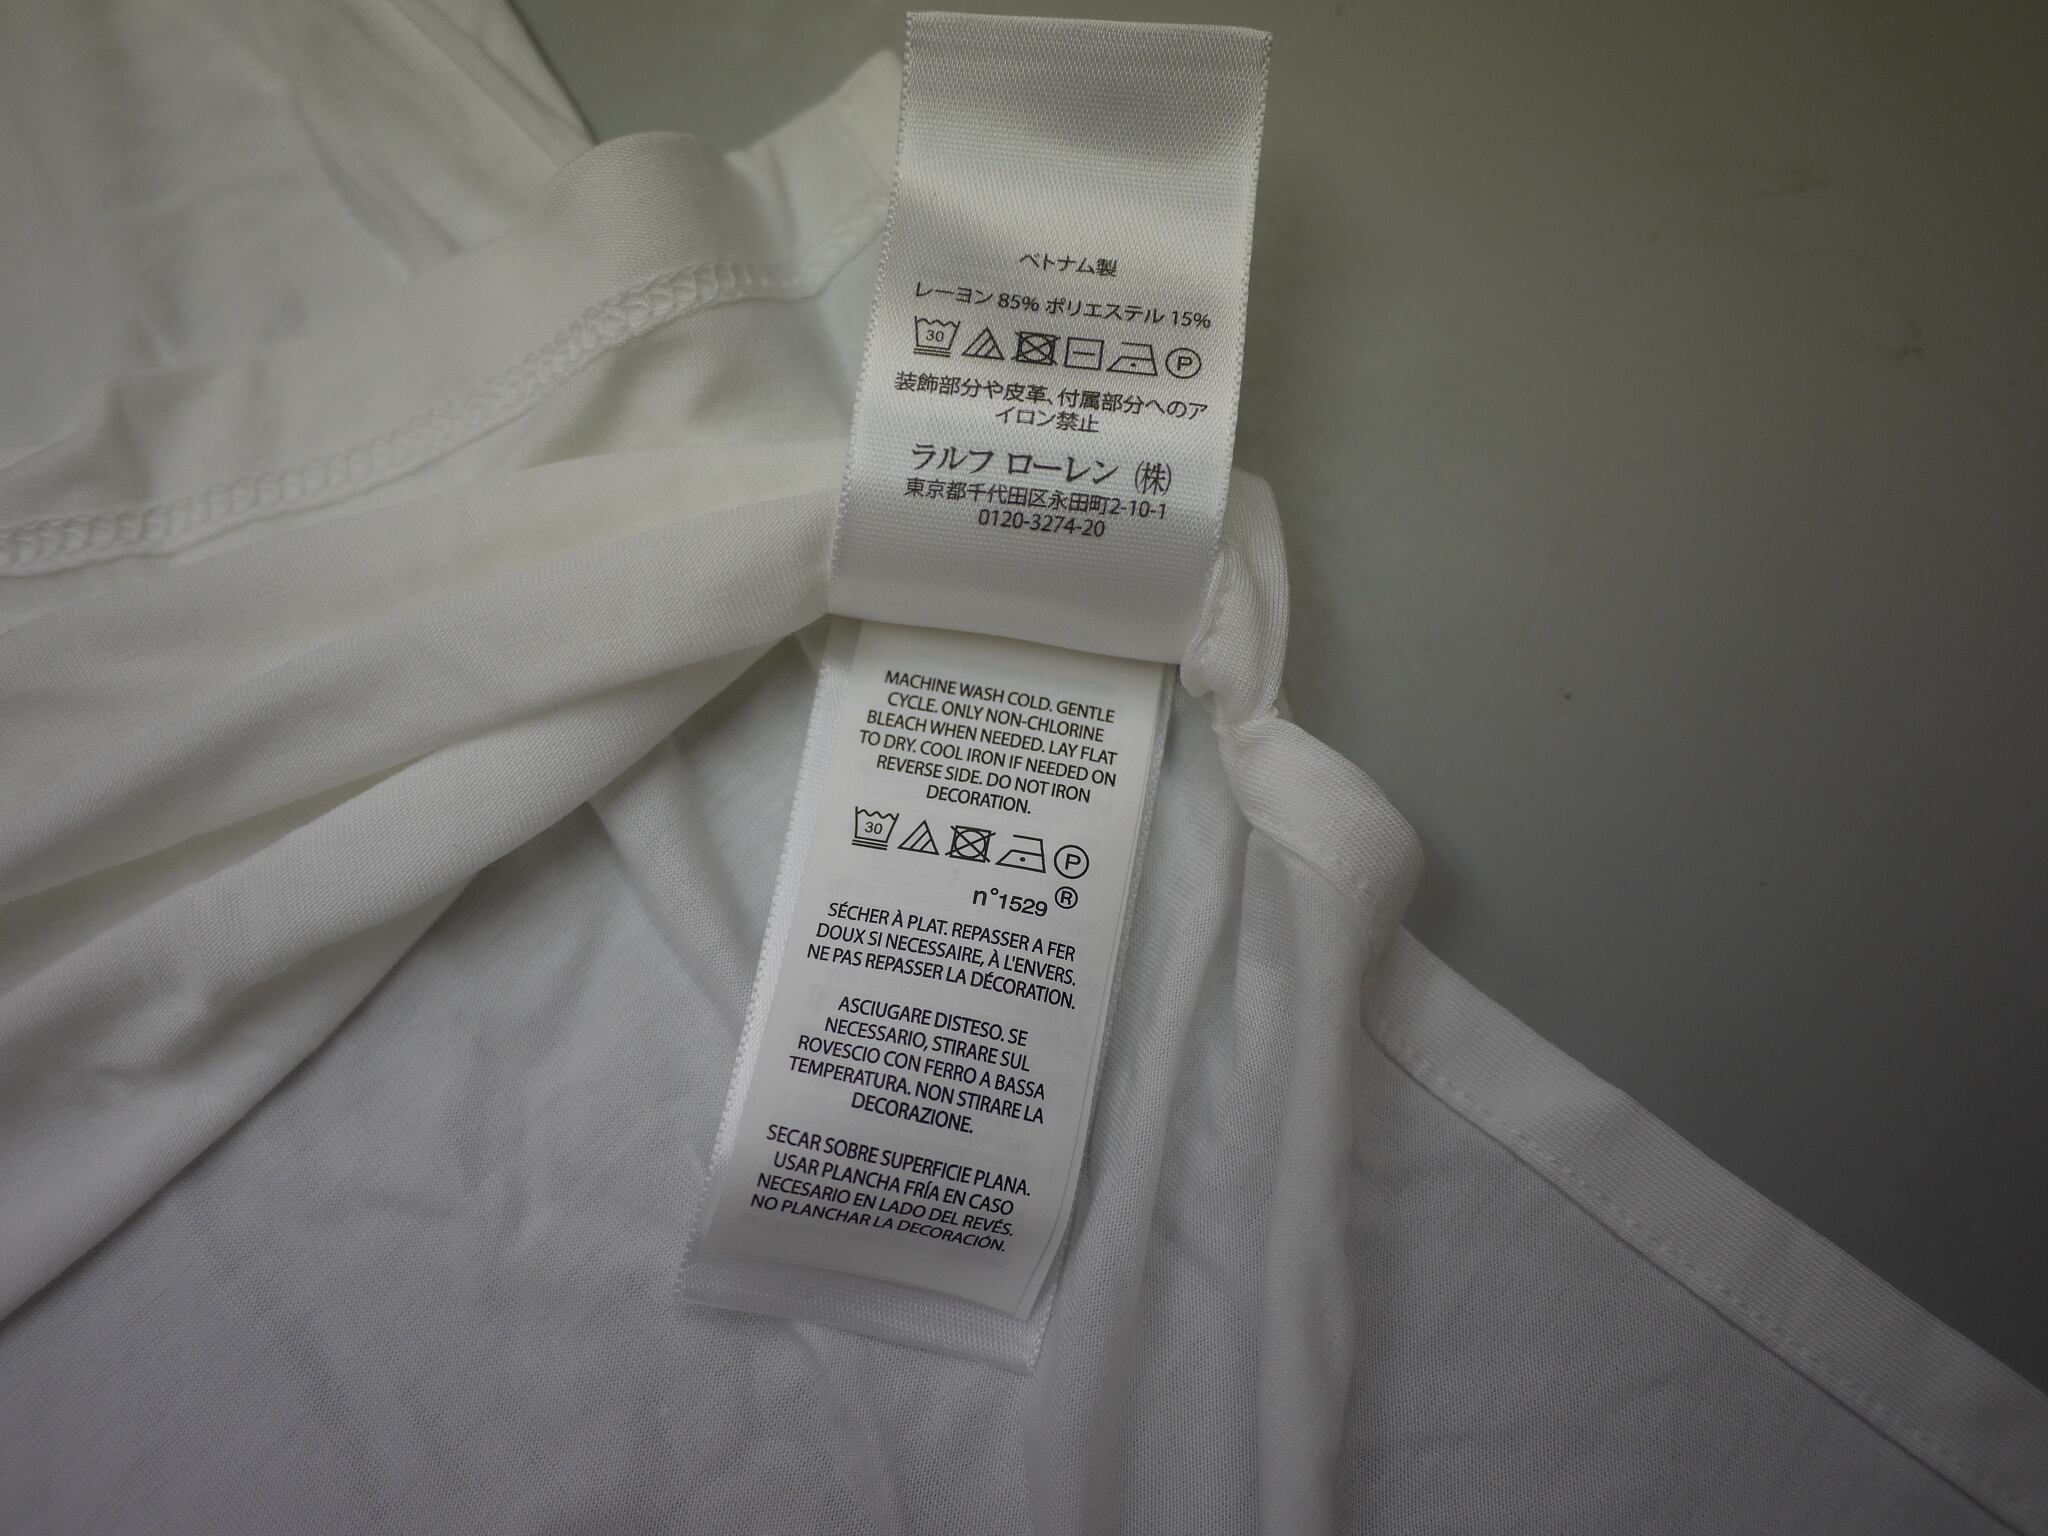 ベトナム製
レーヨン 85% ポリエステル 15%
30 P
装飾部分や皮革、付属部分へのア
イロン禁止
ラルフ ローレン (株)
東京都千代田区永田町2-10-1
0120-3274-20
MACHINE WASH COLD. GENTLE
CYCLE. ONLY NON-CHLORINE
BLEACH WHEN NEEDED. LAY FLAT
TO DRY. COOL IRON IF NEEDED ON
REVERSE SIDE. DO NOT IRON
DECORATION.
30 P
n°1529 ®
SÉCHER À PLAT. REPASSER A FER
DOUX SI NECESSAIRE, À L'ENVERS.
NE PAS REPASSER LA DÉCORATION.
ASCIUGARE DISTESO. SE
NECESSARIO, STIRARE SUL
ROVESCIO CON FERRO A BASSA
TEMPERATURA. NON STIRARE LA
DECORAZIONE.
SECAR SOBRE SUPERFICIE PLANA.
USAR PLANCHA FRÍA EN CASO
NECESARIO EN LADO DEL REVÉS.
NO PLANCHAR LA DECORACIÓN.